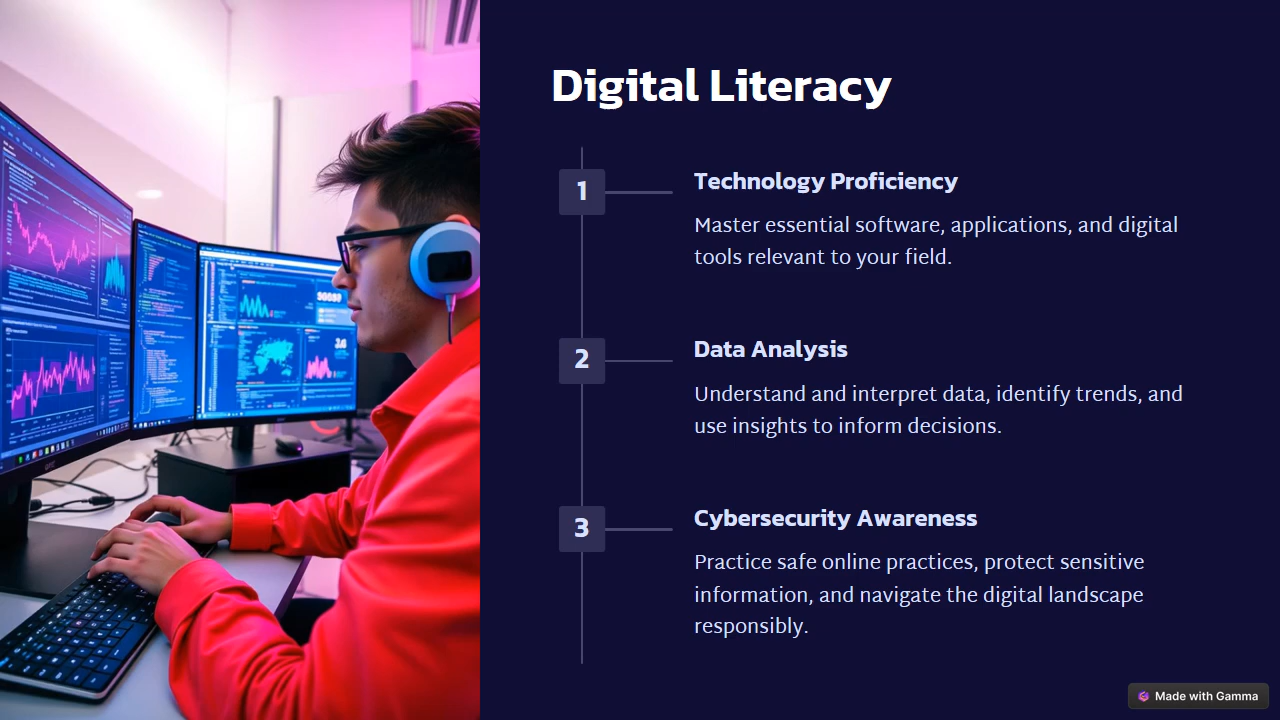 Digital Literacy
1
Technology Proficiency
Master essential software, applications, and digital
tools relevant to your field.
2
Data Analysis
Understand and interpret data, identify trends, and
use insights to inform decisions.
3
Cybersecurity Awareness
Practice safe online practices, protect sensitive
information, and navigate the digital landscape
responsibly.
Made with Gamma